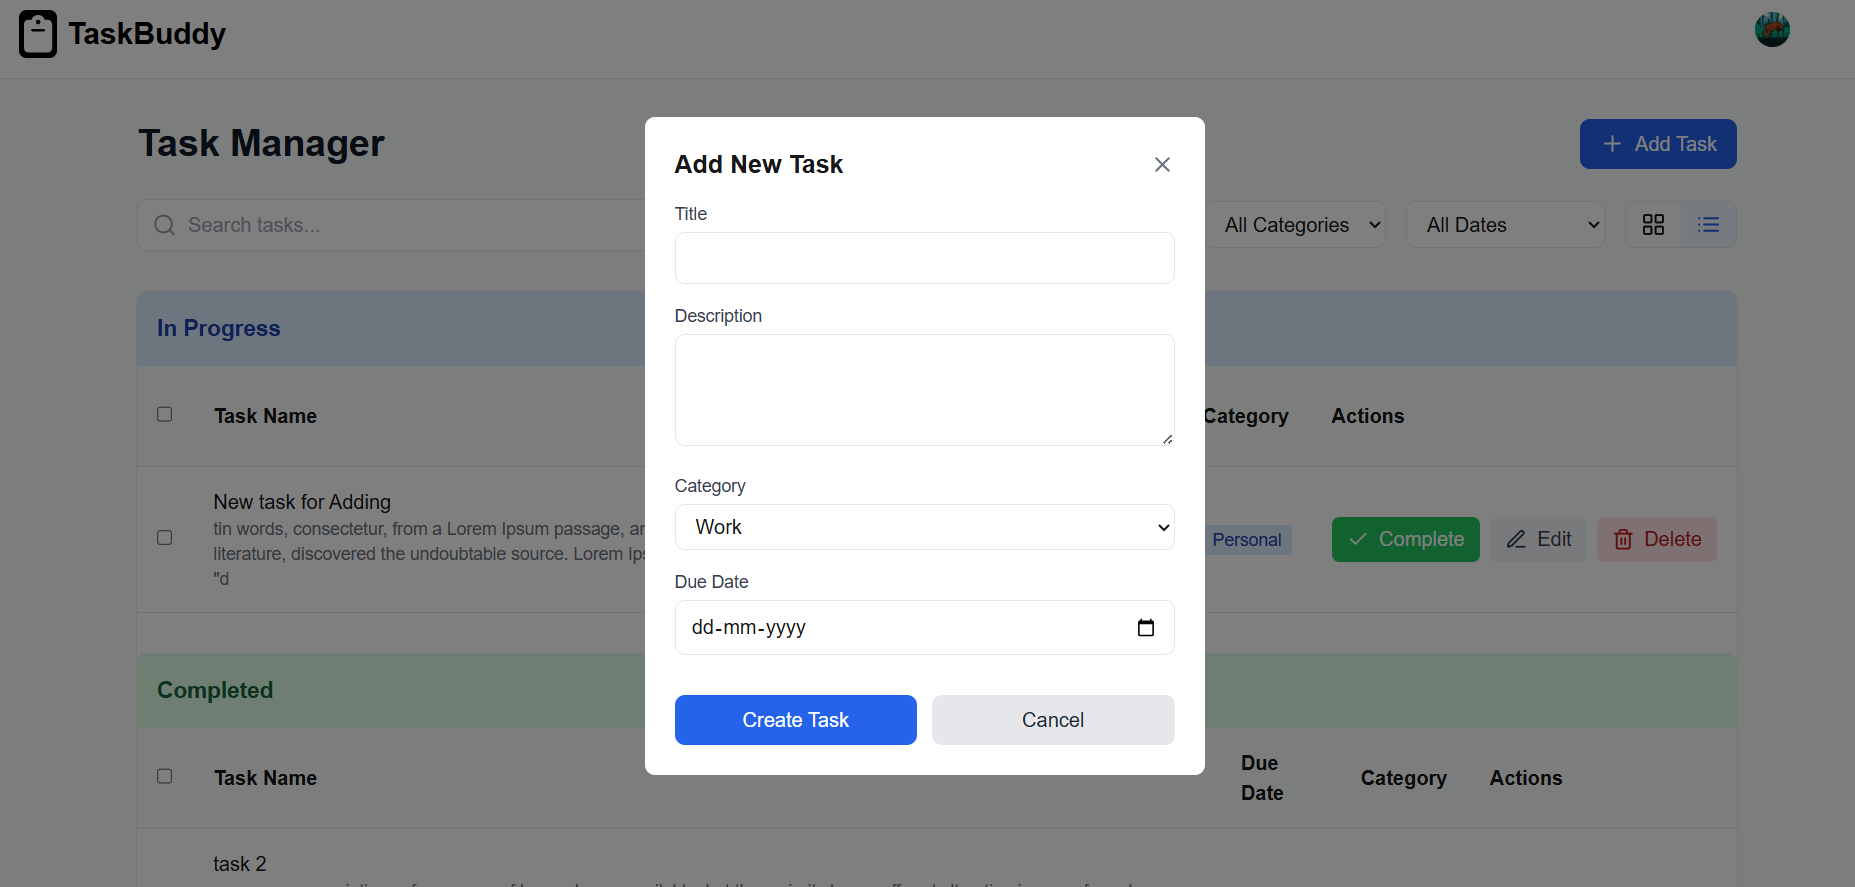 TaskBuddy
Task Manager
Add Task
Search tasks...
All Categories
All Dates
Add New Task
Title
Description
Category
Work
Due Date
dd-mm-yyyy
Create Task
Cancel
In Progress
Task Name
Category
Actions
New task for Adding
tin words, consectetur, from a Lorem Ipsum passage,
literature, discovered the undoubtable source. Lorem
"d
Personal
Complete
Edit
Delete
Completed
Task Name
Due
Date
Category
Actions
task 2